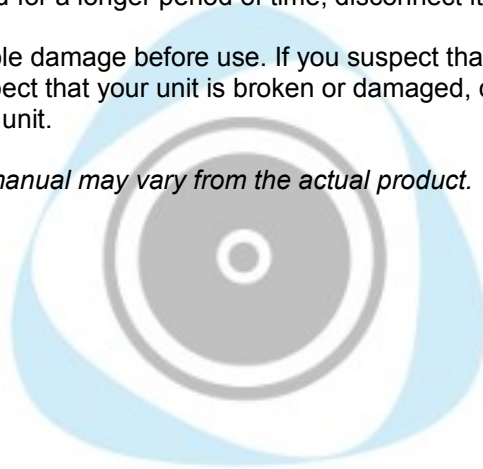 for a longer period of time, disconnect it
ble damage before use. If you suspect tha
pect that your unit is broken or damaged, c
unit.
manual may vary from the actual product.